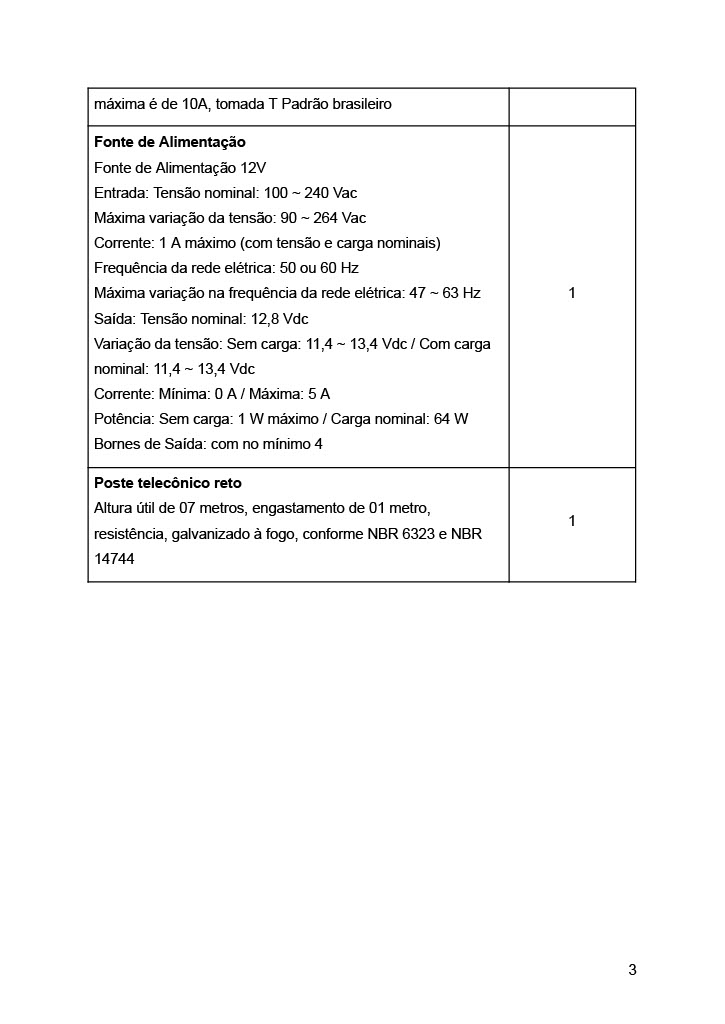 máxima é de 10A, tomada T Padrão brasileiro
Fonte de Alimentação
Fonte de Alimentação 12V
Entrada: Tensão nominal: 100 ~ 240 Vac
Máxima variação da tensão: 90 ~ 264 Vac
Corrente: 1 A máximo (com tensão e carga nominais)
Frequência da rede elétrica: 50 ou 60 Hz
Máxima variação na frequência da rede elétrica: 47 ~ 63 Hz
Saída: Tensão nominal: 12,8 Vdc
Variação da tensão: Sem carga: 11,4 ~ 13,4 Vdc / Com carga
nominal: 11,4 ~ 13,4 Vdc
Corrente: Mínima: 0 A / Máxima: 5 A
Potência: Sem carga: 1 W máximo / Carga nominal: 64 W
Bornes de Saída: com no mínimo 4
1
Poste telecônico reto
Altura útil de 07 metros, engastamento de 01 metro,
resistência, galvanizado à fogo, conforme NBR 6323 e NBR
14744
1
3